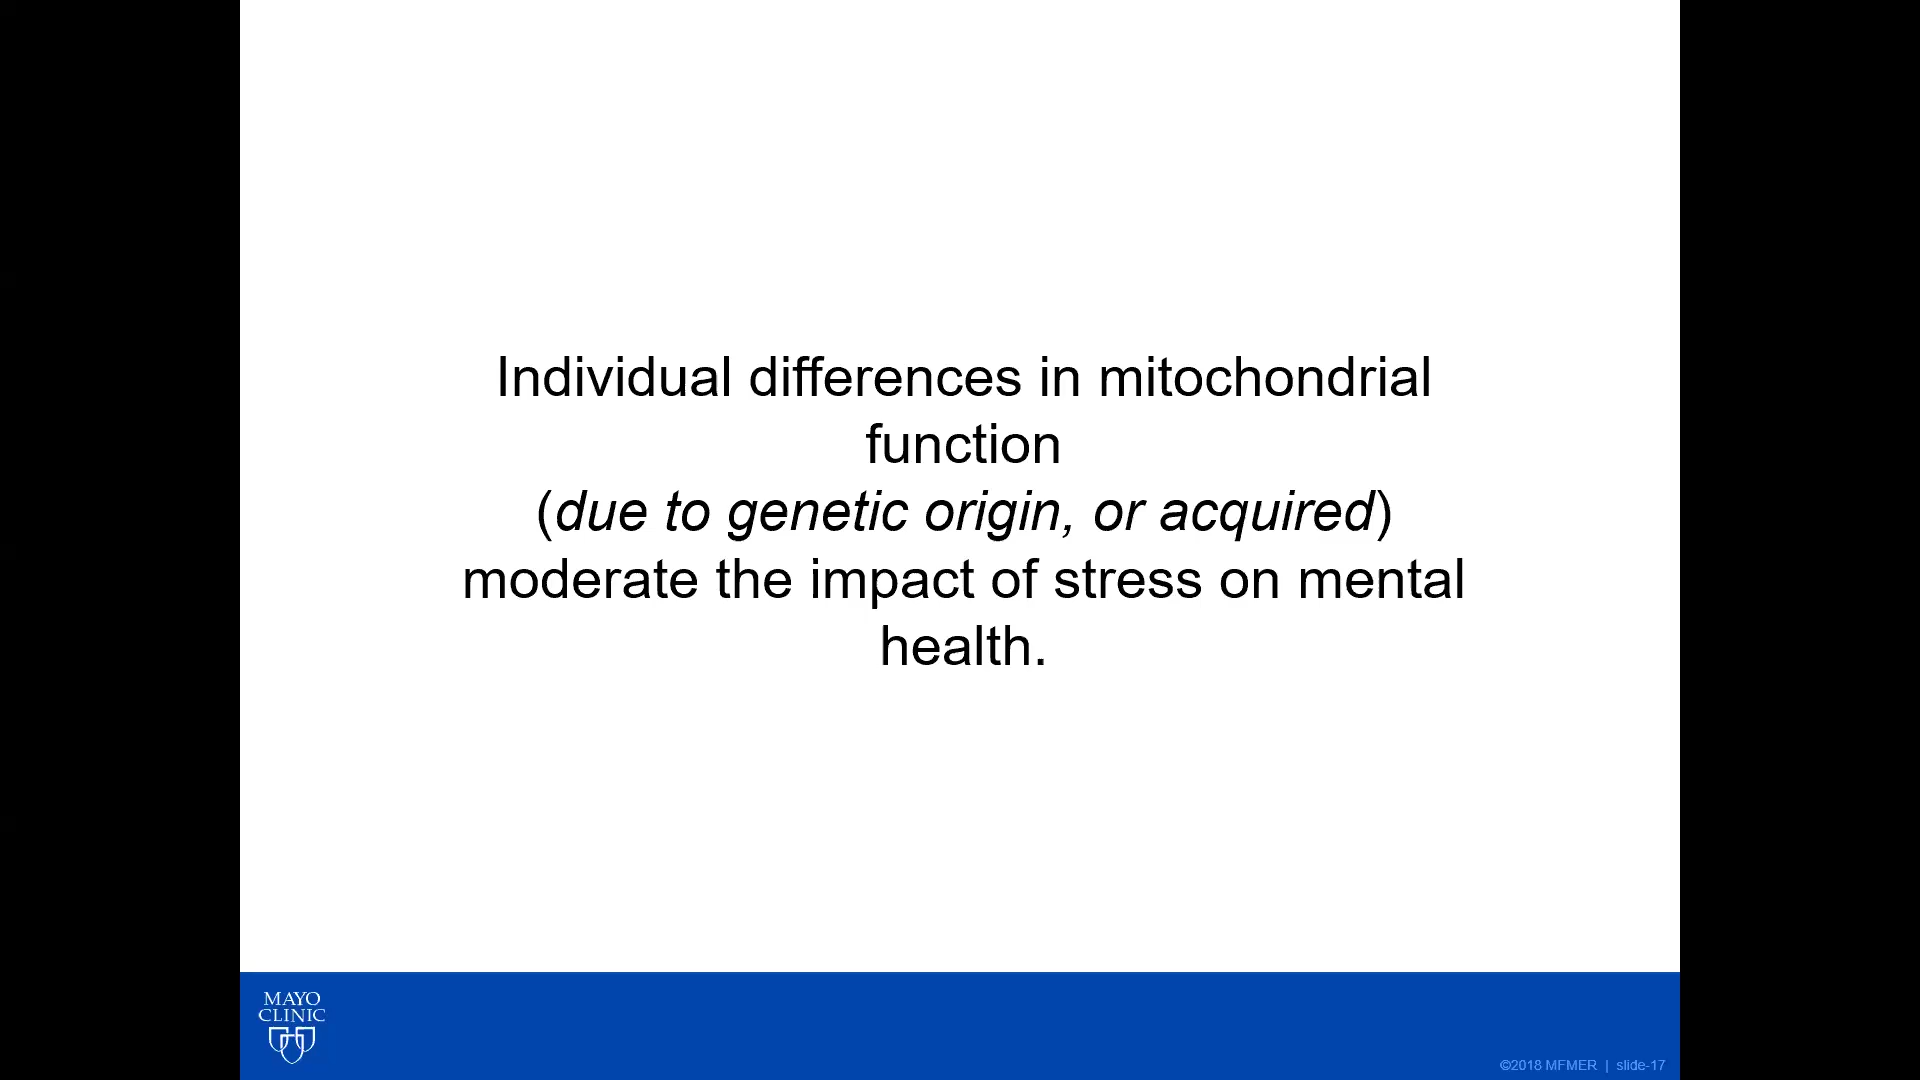 Individual differences in mitochondrial
function
(due to genetic origin, or acquired)
moderate the impact of stress on mental
health.
MAYO
CLINIC
©2018 MFMER | slide-17